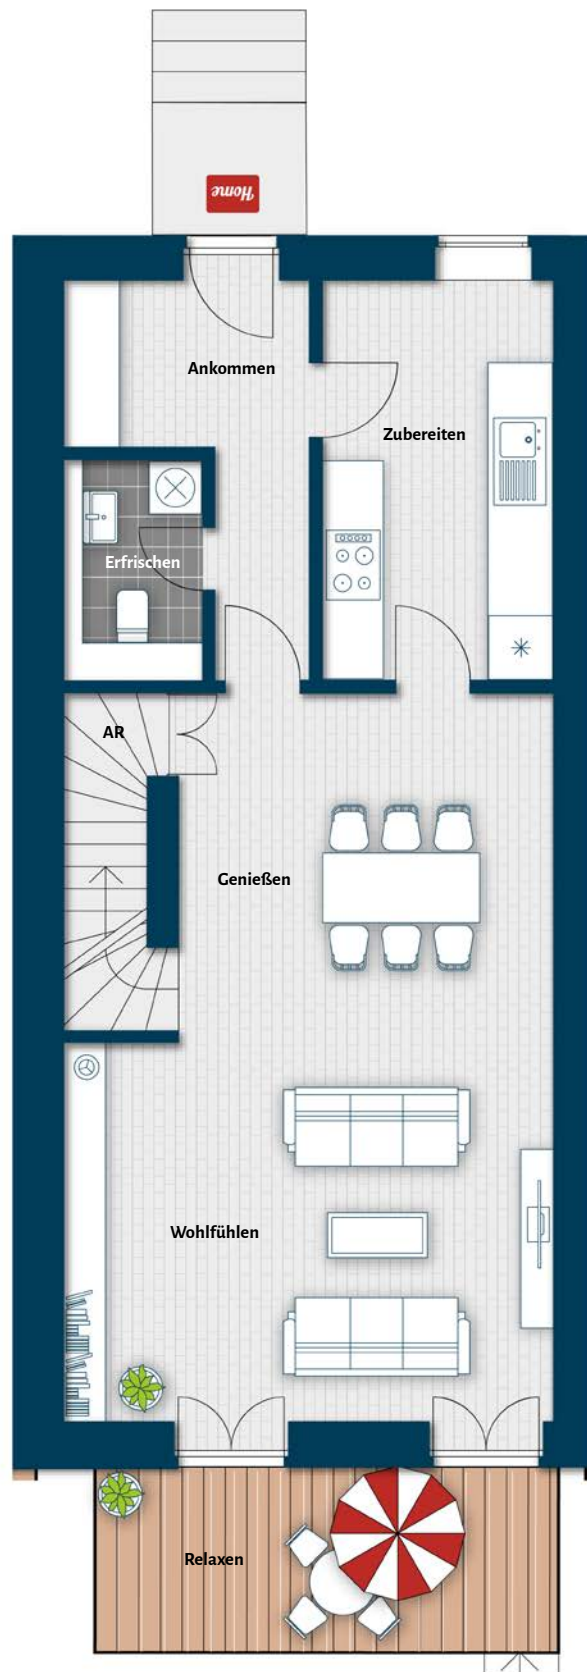 Home
Ankommen
Zubereiten
Erfrischen
AR
Genießen
Wohlfühlen
Relaxen